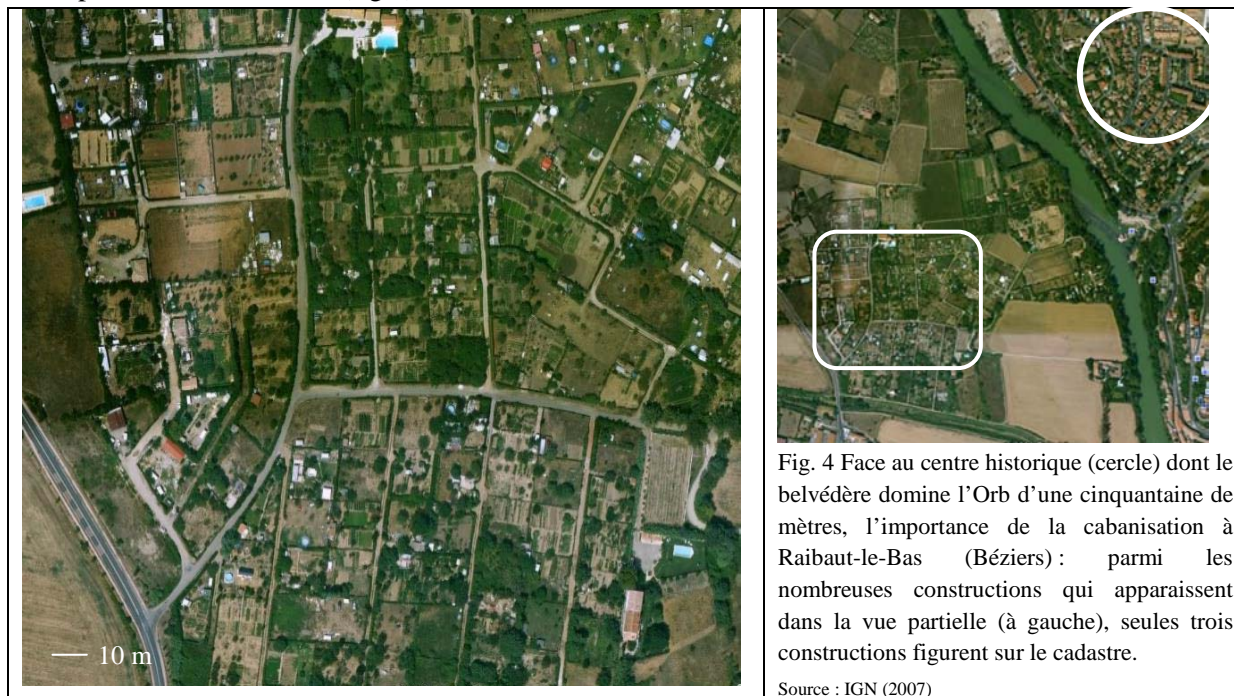 10 m
Fig. 4 Face au centre historique (cercle) dont le
belvédère domine l’Orb d’une cinquantaine de
mètres, l’importance de la cabanisation à
Raibaut-le-Bas (Béziers) : parmi les
nombreuses constructions qui apparaissent
dans la vue partielle (à gauche), seules trois
constructions figurent sur le cadastre.
Source : IGN (2007)